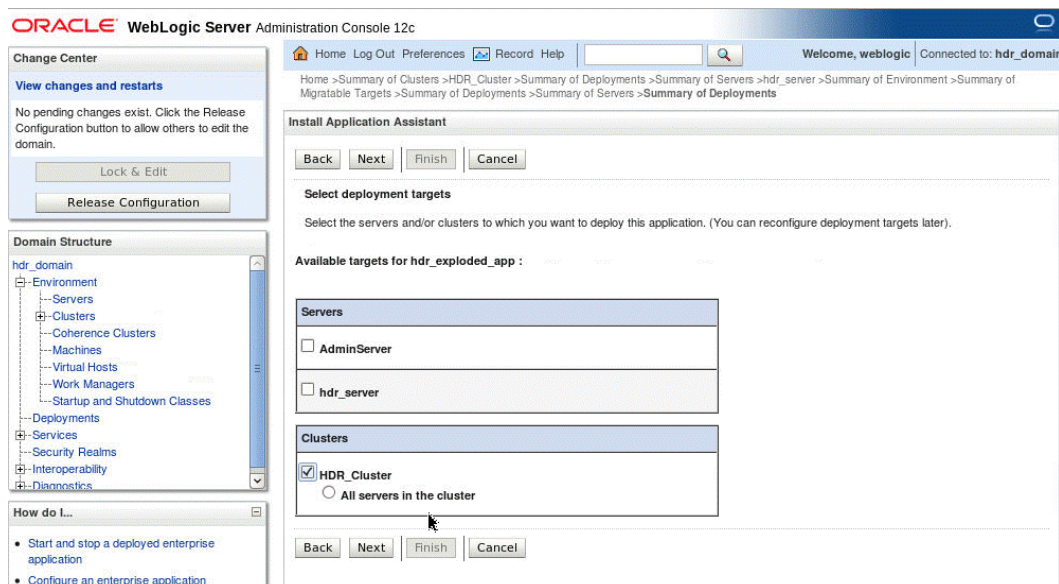 ORACLE WebLogic Server Administration Console 12c
Change Center
View changes and restarts
No pending changes exist. Click the Release
Configuration button to allow others to edit the
domain.
Lock & Edit
Release Configuration
Domain Structure
hdr_domain
Environment
Servers
Clusters
Coherence Clusters
Machines
Virtual Hosts
Work Managers
Startup and Shutdown Classes
Deployments
Services
Security Realms
Interoperability
Diagnostics
How do I...
Start and stop a deployed enterprise
application
Configure an enterprise application
Home Log Out Preferences Record Help
Welcome, weblogic Connected to: hdr_domain
Home >Summary of Clusters >HDR_Cluster >Summary of Deployments >Summary of Servers >hdr_server >Summary of Environment >Summary of
Migratable Targets >Summary of Deployments >Summary of Servers >Summary of Deployments
Install Application Assistant
Back Next Finish Cancel
Select deployment targets
Select the servers and/or clusters to which you want to deploy this application. (You can reconfigure deployment targets later).
Available targets for hdr_exploded_app :
Servers
AdminServer
hdr_server
Clusters
HDR_Cluster
All servers in the cluster
Back Next Finish Cancel